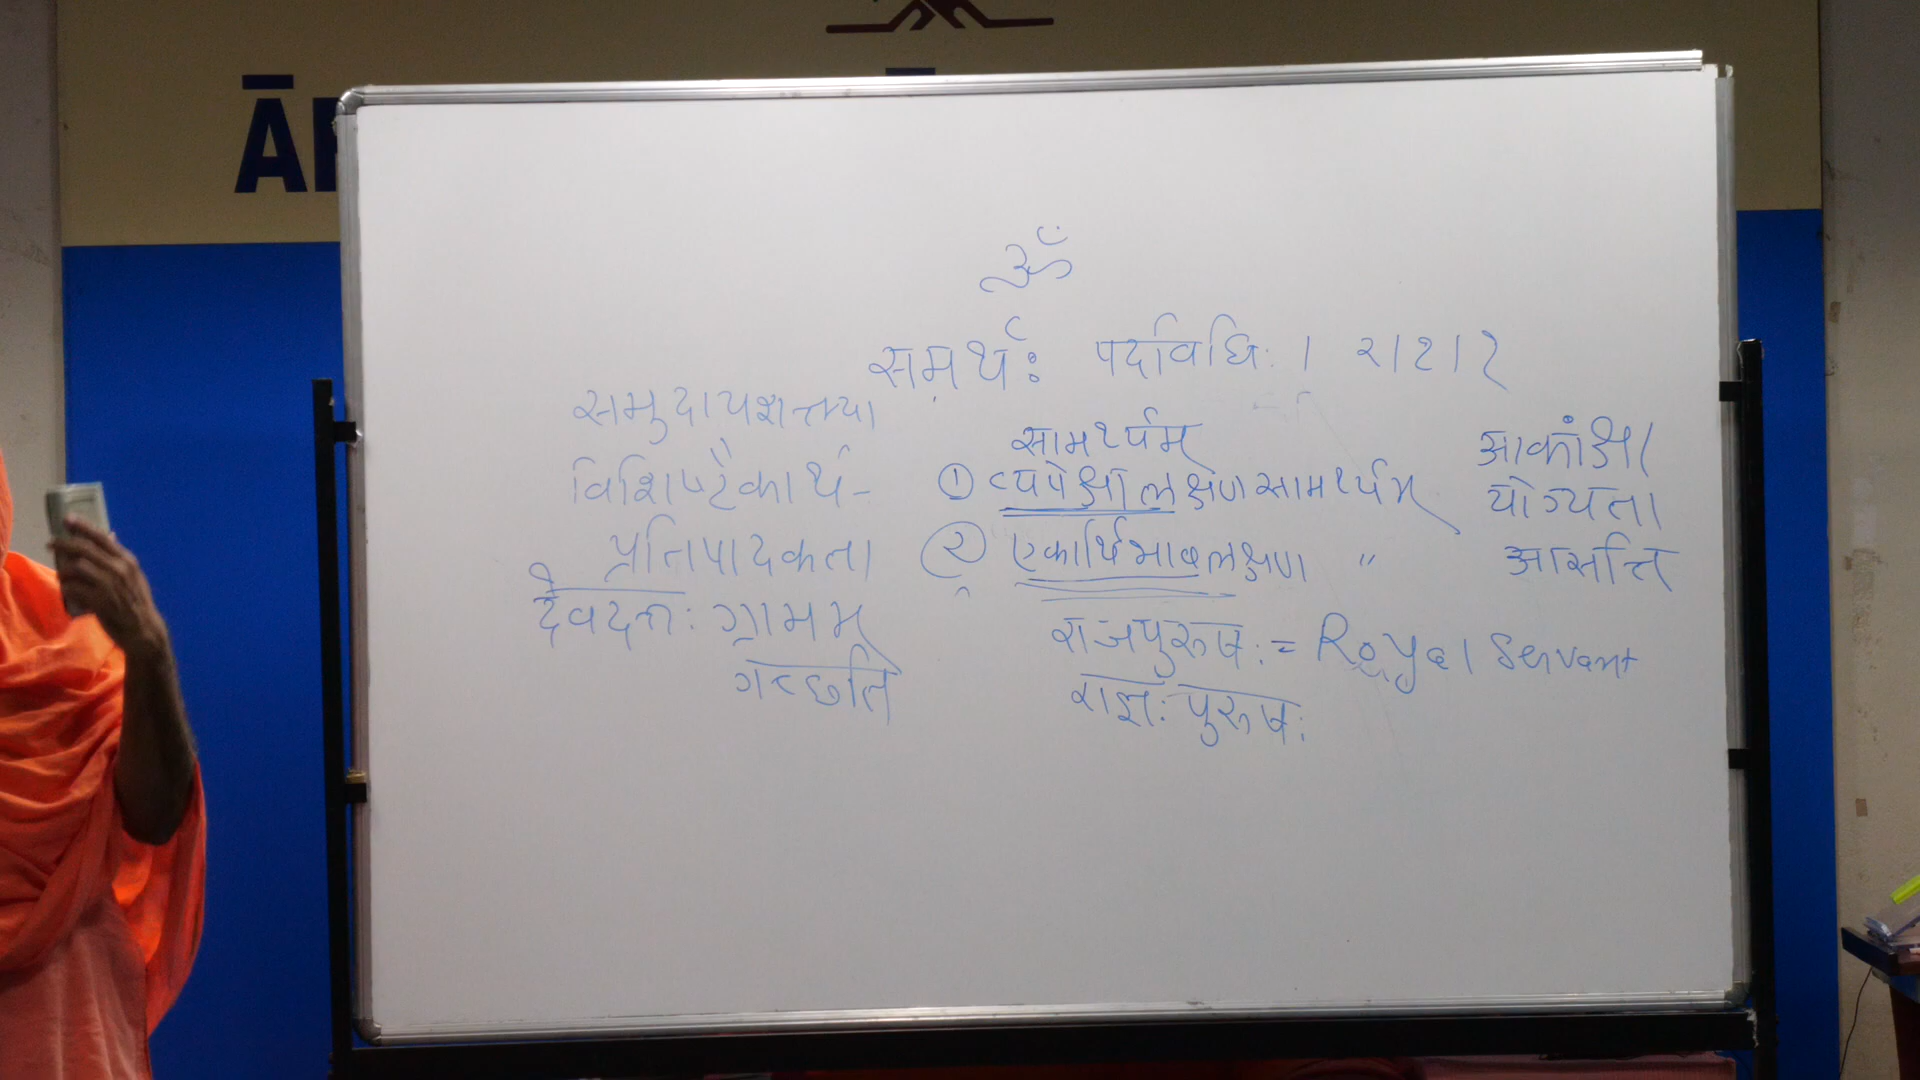 ॐ
समर्थः पदविधिः । २।१।१
समुदायशक्त्या
विशिष्टैकार्थ-
प्रतिपादकता
देवदत्तः ग्रामम्
गच्छति
सामर्थ्यम्
① व्यपेक्षालक्षणसामर्थ्यम्
② एकार्थिभावलक्षण "
राजपुरुषः = Royal Servant
राज्ञः पुरुषः
आकांक्षा
योग्यता
आसत्ति